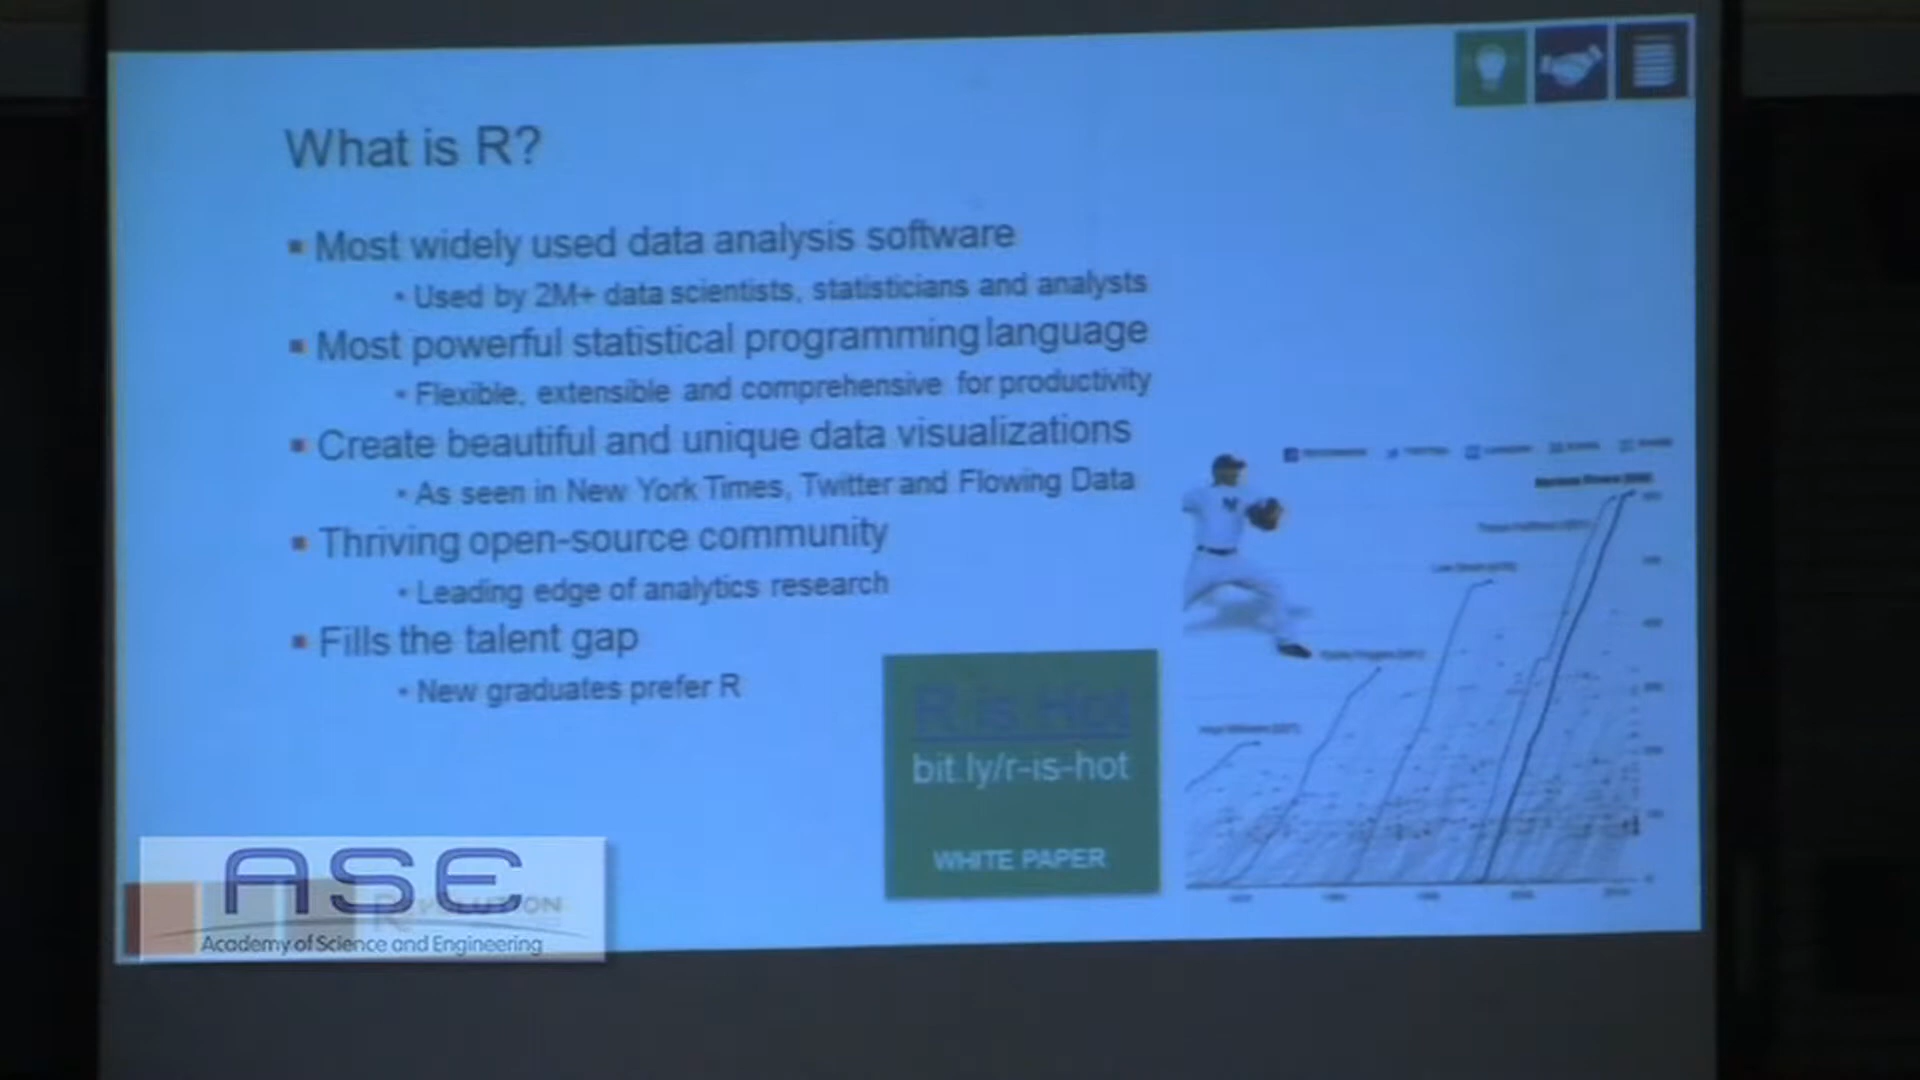 What is R?
▪ Most widely used data analysis software
• Used by 2M+ data scientists, statisticians and analysts
▪ Most powerful statistical programming language
• Flexible, extensible and comprehensive for productivity
▪ Create beautiful and unique data visualizations
• As seen in New York Times, Twitter and Flowing Data
▪ Thriving open-source community
• Leading edge of analytics research
▪ Fills the talent gap
• New graduates prefer R
R is Hot
bit.ly/r-is-hot
WHITE PAPER
ASE
REVOLUTION
Academy of Science and Engineering